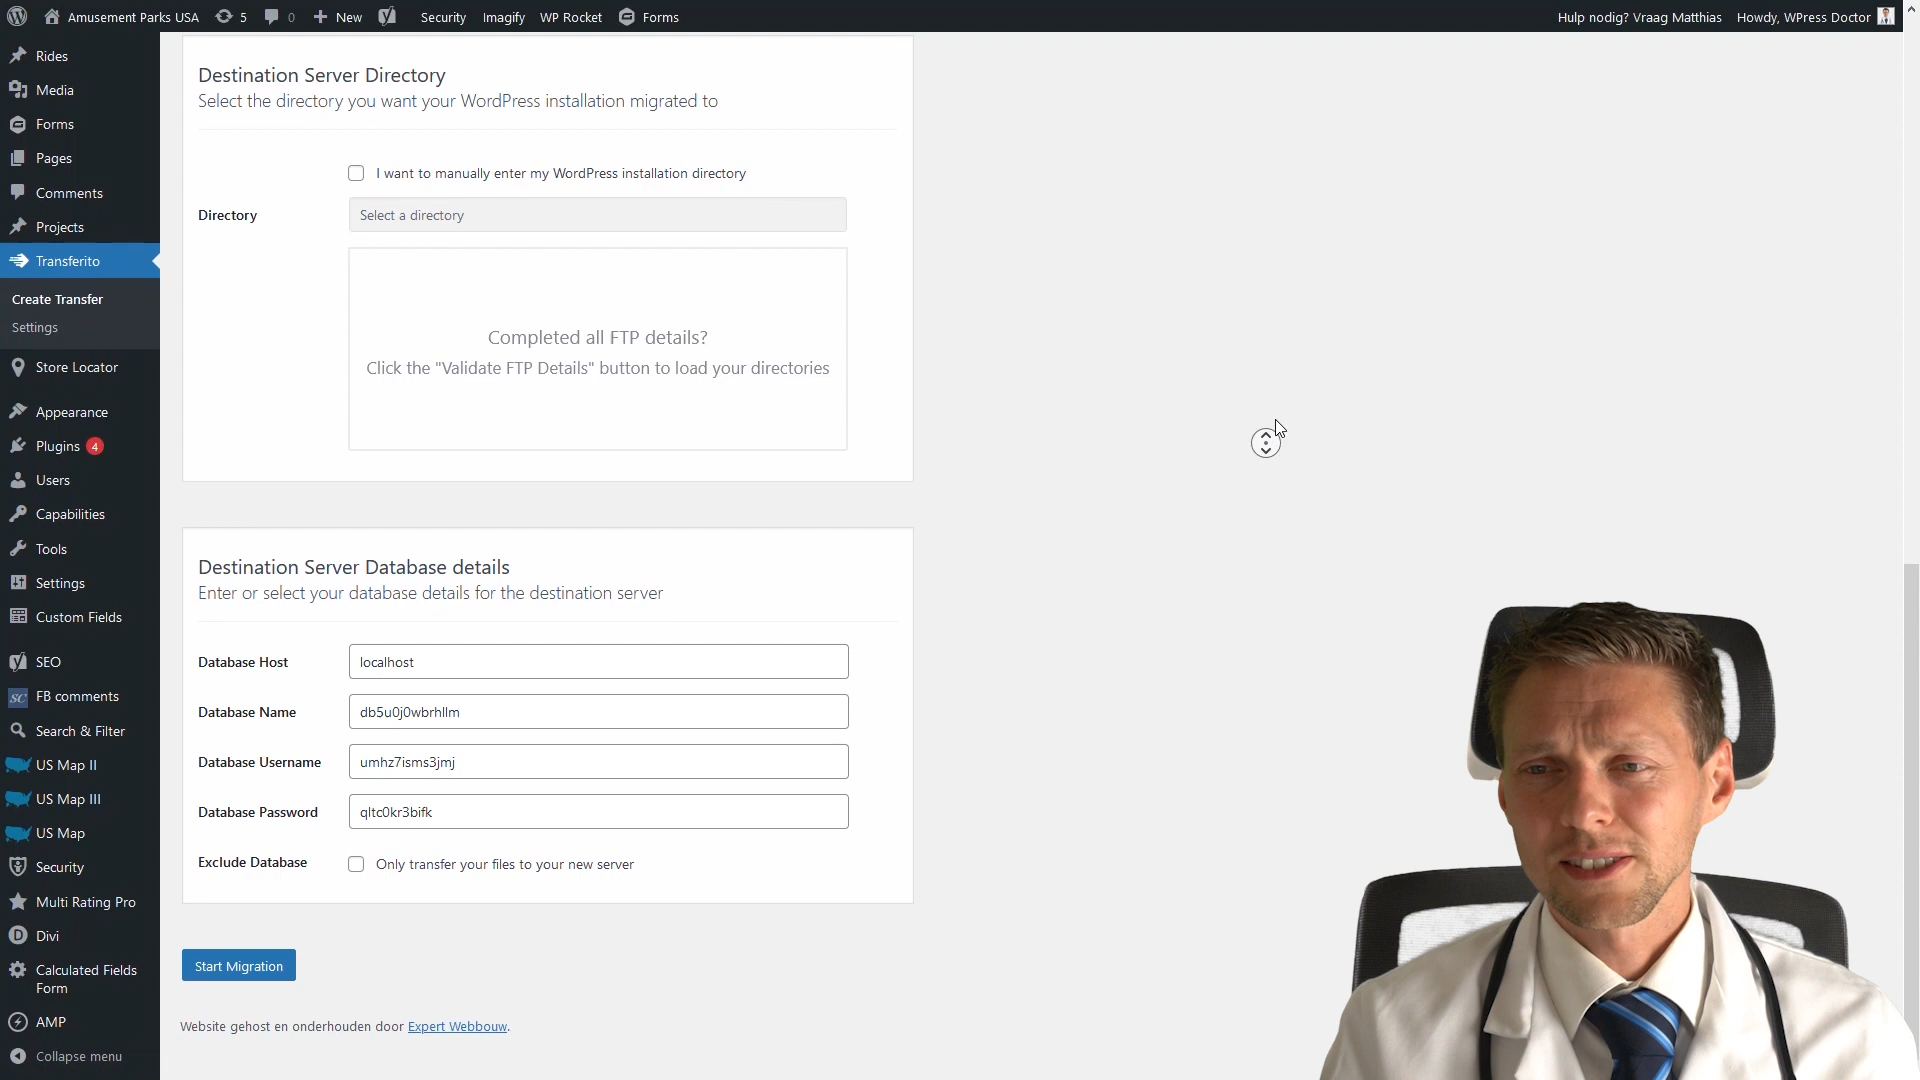 Amusement Parks USA
5
0
New
Security
Imagify
WP Rocket
Forms
Hulp nodig? Vraag Matthias
Howdy, WPress Doctor
Rides
Media
Forms
Pages
Comments
Projects
Transferito
Create Transfer
Settings
Store Locator
Appearance
Plugins 4
Users
Capabilities
Tools
Settings
Custom Fields
SEO
SC FB comments
Search & Filter
US Map II
US Map III
US Map
Security
Multi Rating Pro
D Divi
Calculated Fields
Form
AMP
Collapse menu
Destination Server Directory
Select the directory you want your WordPress installation migrated to
I want to manually enter my WordPress installation directory
Directory
Select a directory
Completed all FTP details?
Click the "Validate FTP Details" button to load your directories
Destination Server Database details
Enter or select your database details for the destination server
Database Host
localhost
Database Name
db5u0j0wbrhllm
Database Username
umhz7isms3jmj
Database Password
qltc0kr3bifk
Exclude Database
Only transfer your files to your new server
Start Migration
Website gehost en onderhouden door Expert Webbouw.